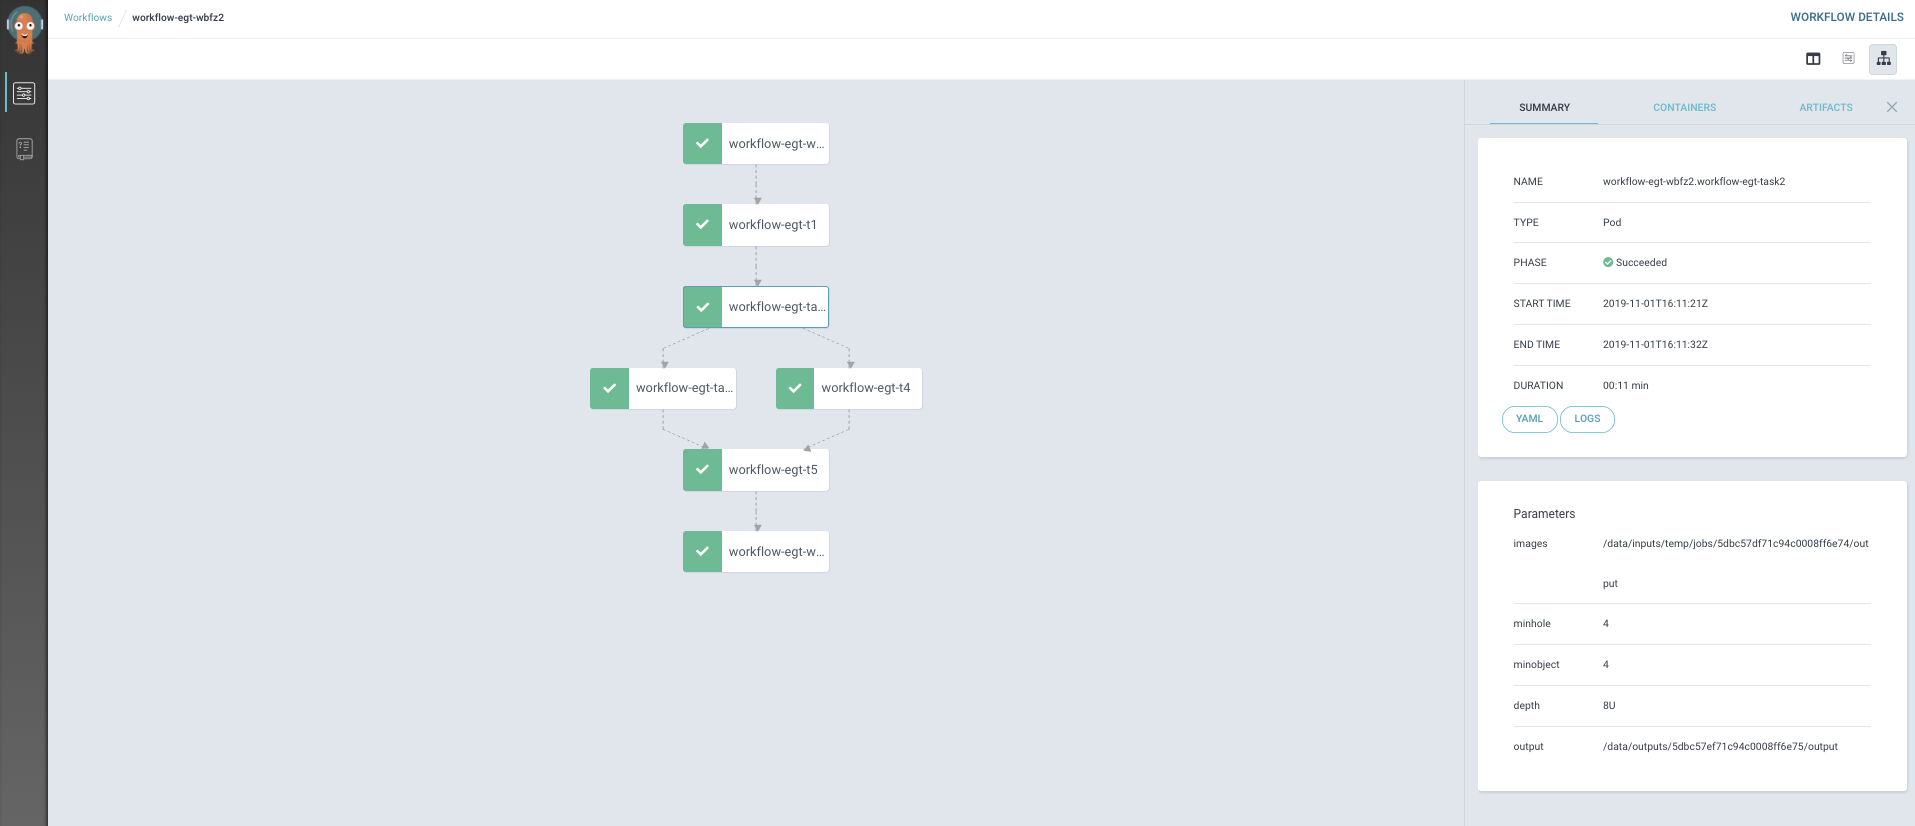 Workflows / workflow-egt-wbfz2
WORKFLOW DETAILS
workflow-egt-w...
workflow-egt-t1
workflow-egt-ta...
workflow-egt-ta...
workflow-egt-t4
workflow-egt-t5
workflow-egt-w...
SUMMARY CONTAINERS ARTIFACTS
NAME workflow-egt-wbfz2.workflow-egt-task2
TYPE Pod
PHASE Succeeded
START TIME 2019-11-01T16:11:21Z
END TIME 2019-11-01T16:11:32Z
DURATION 00:11 min
YAML LOGS
Parameters
images /data/inputs/temp/jobs/5dbc57df71c94c0008ff6e74/out
put
minhole 4
minobject 4
depth 8U
output /data/outputs/5dbc57ef71c94c0008ff6e75/output